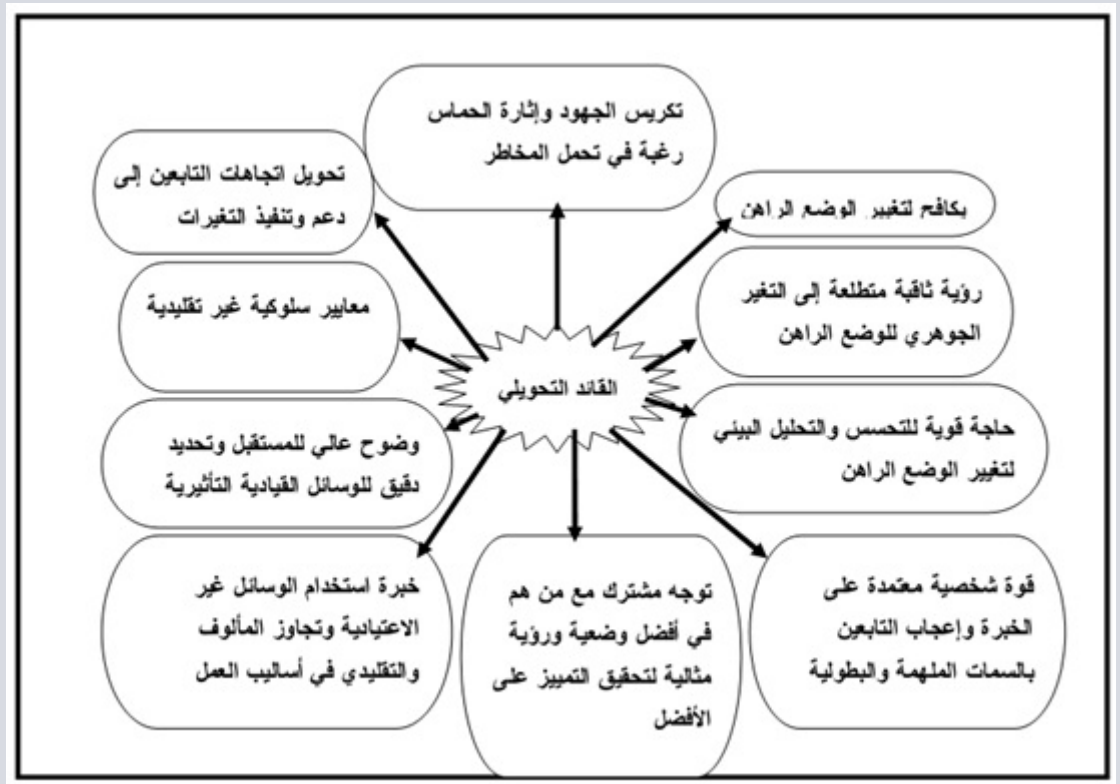 تكريس الجهود وإثارة الحماس
رغبة في تحمل المخاطر
يكافح لتغيير الوضع الراهن
رؤية ثاقبة متطلعة إلى التغير
الجوهري للوضع الراهن
حاجة قوية للتحسس والتحليل البيئي
لتغيير الوضع الراهن
قوة شخصية معتمدة على
الخبرة وإعجاب التابعين
بالسمات الملهمة والبطولية
توجه مشترك مع من هم
في أفضل وضعية ورؤية
مثالية لتحقيق التمييز على
الأفضل
خبرة استخدام الوسائل غير
الاعتيادية وتجاوز المألوف
والتقليدي في أساليب العمل
وضوح عالي للمستقبل وتحديد
دقيق للوسائل القيادية التأثيرية
معايير سلوكية غير تقليدية
تحويل اتجاهات التابعين إلى
دعم وتنفيذ التغيرات
القائد التحويلي